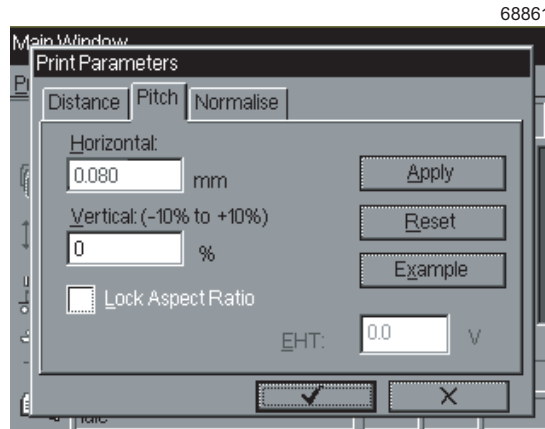 68861
Main Window
Print Parameters
Distance Pitch Normalise
Horizontal:
0.080 mm
Apply
Vertical: (-10% to +10%)
Reset
0 %
Example
Lock Aspect Ratio
EHT: 0.0 V
Idle